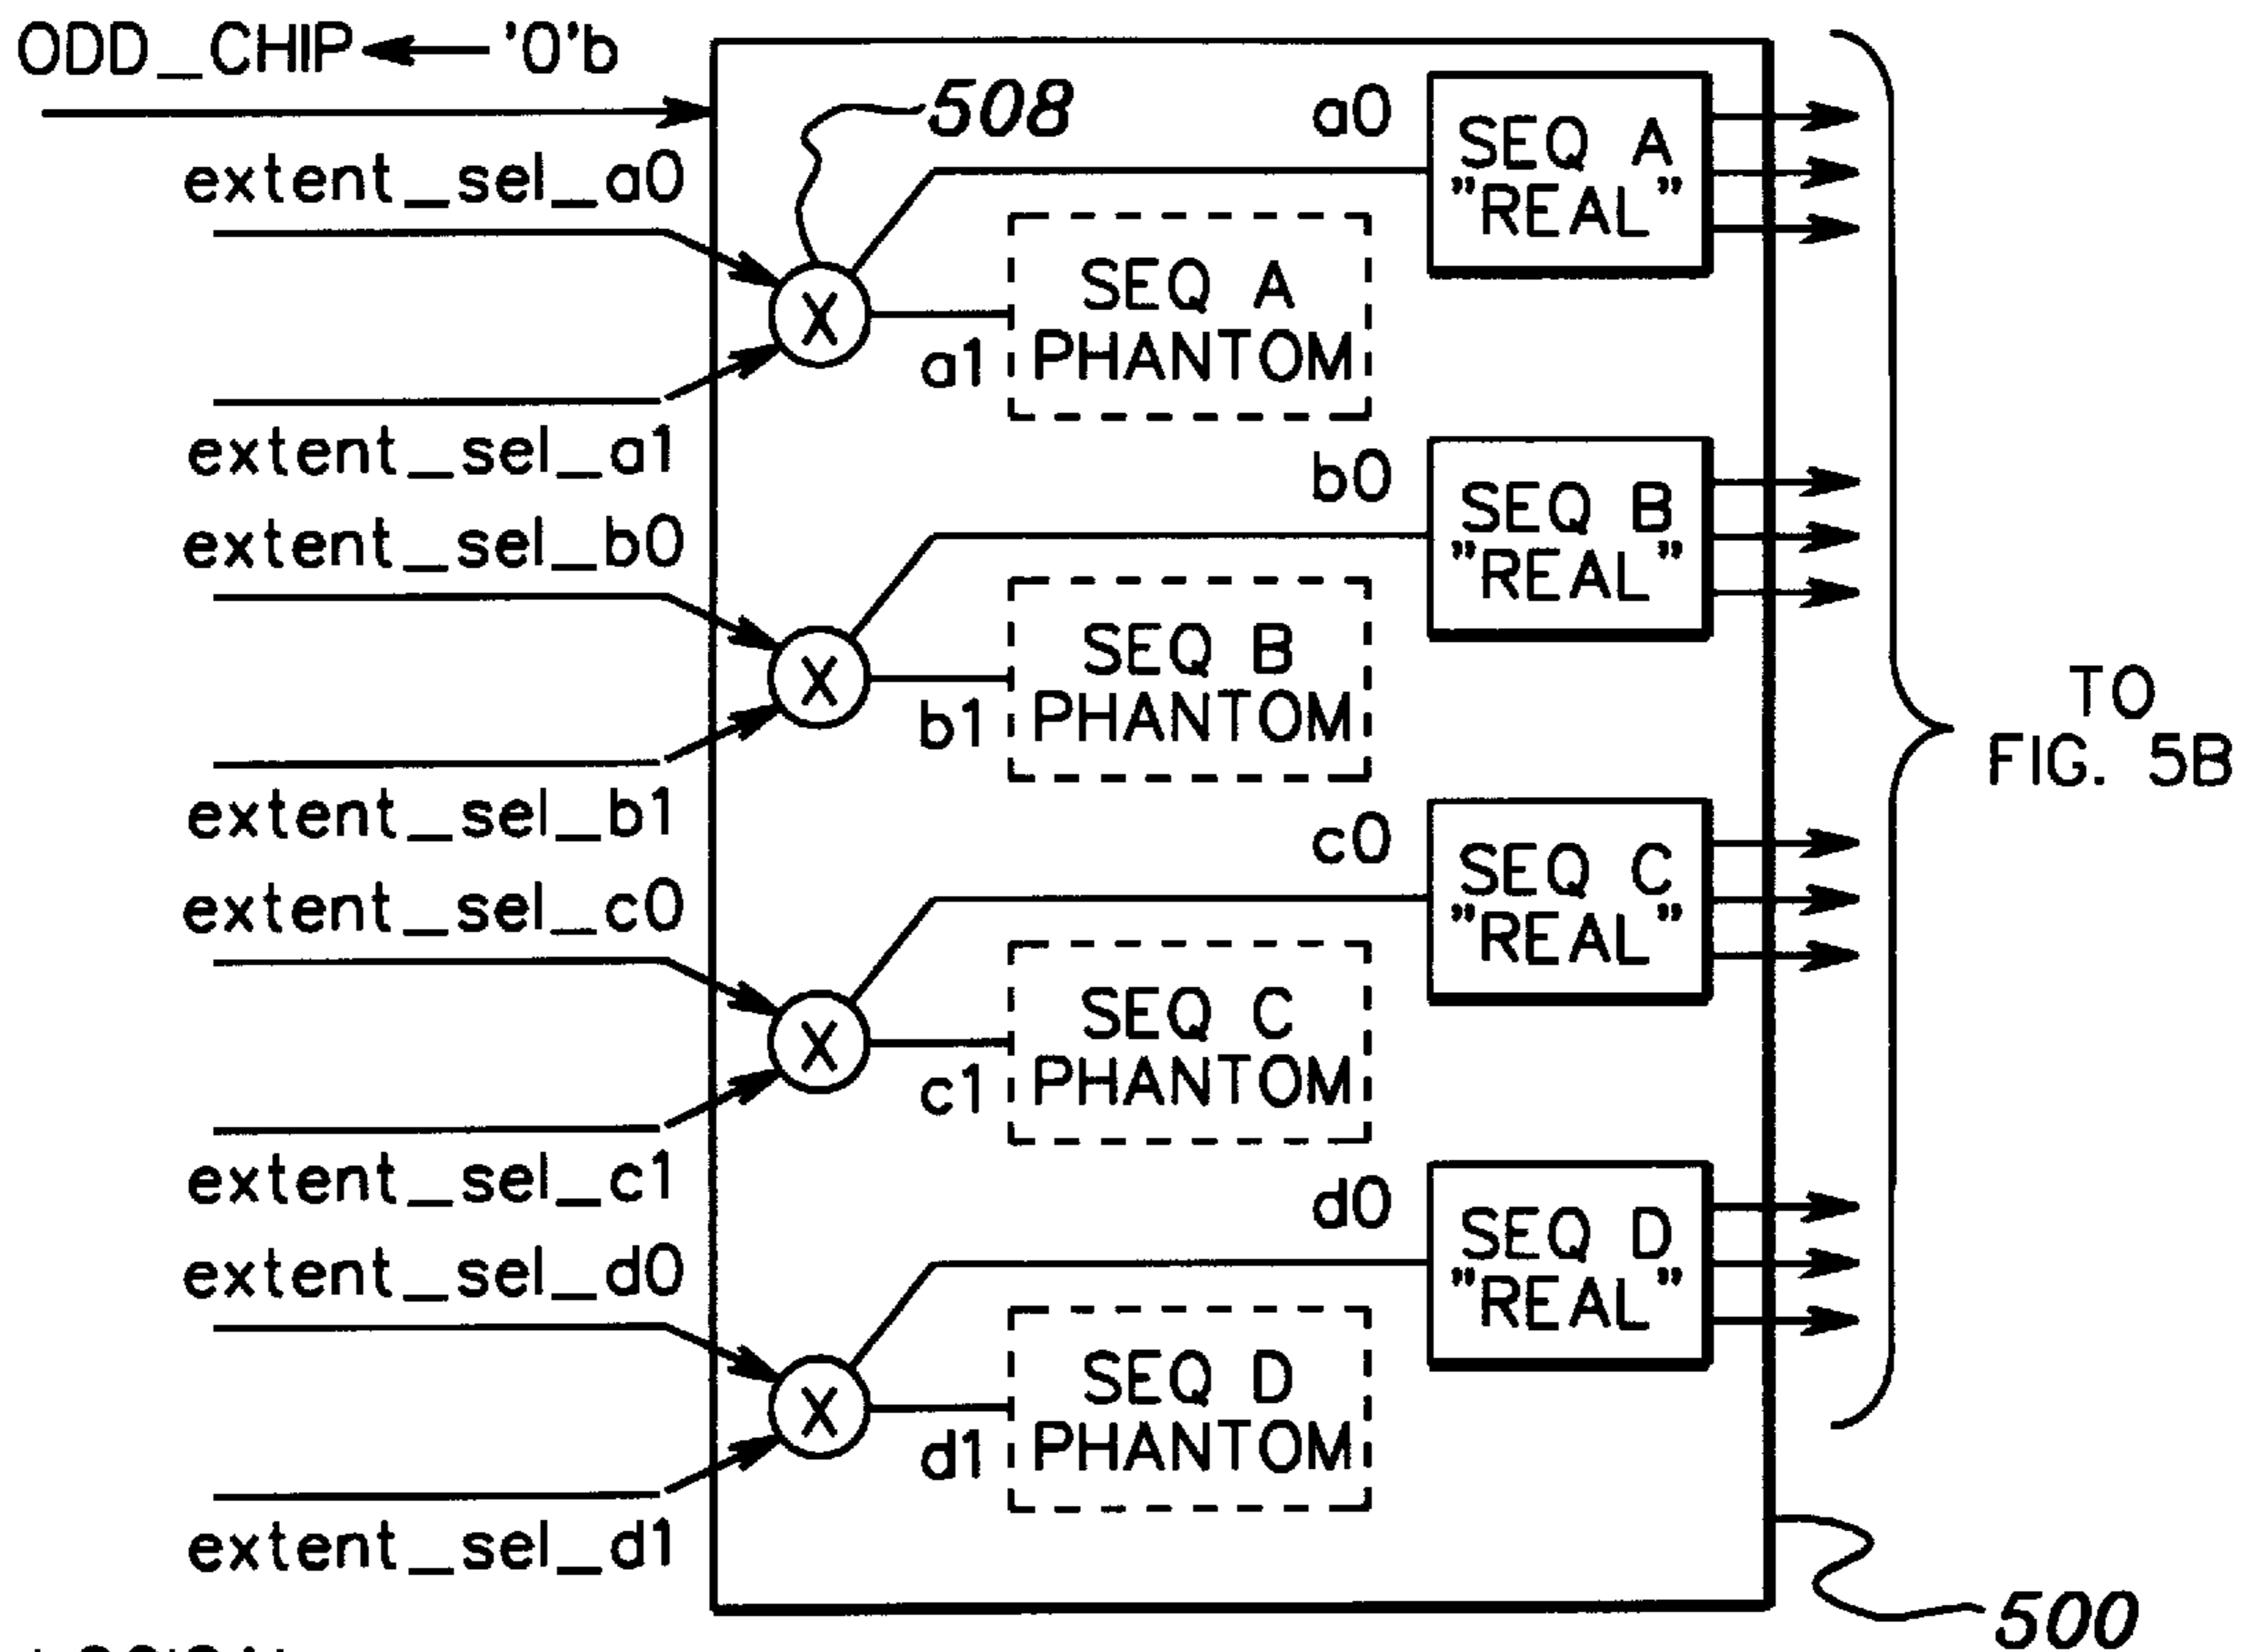 ODD_CHIP ← '0'b
508
a0
SEQ A
"REAL"
extent_sel_a0
X
SEQ A
PHANTOM
a1
extent_sel_a1
b0
SEQ B
"REAL"
extent_sel_b0
X
SEQ B
PHANTOM
b1
TO
FIG. 5B
extent_sel_b1
c0
SEQ C
"REAL"
extent_sel_c0
X
SEQ C
PHANTOM
c1
extent_sel_c1
d0
SEQ D
"REAL"
extent_sel_d0
X
SEQ D
PHANTOM
d1
extent_sel_d1
500